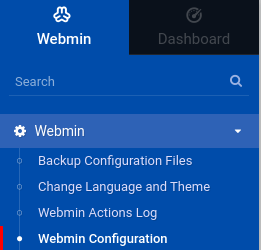 Webmin
Dashboard
Search
Webmin
Backup Configuration Files
Change Language and Theme
Webmin Actions Log
Webmin Configuration